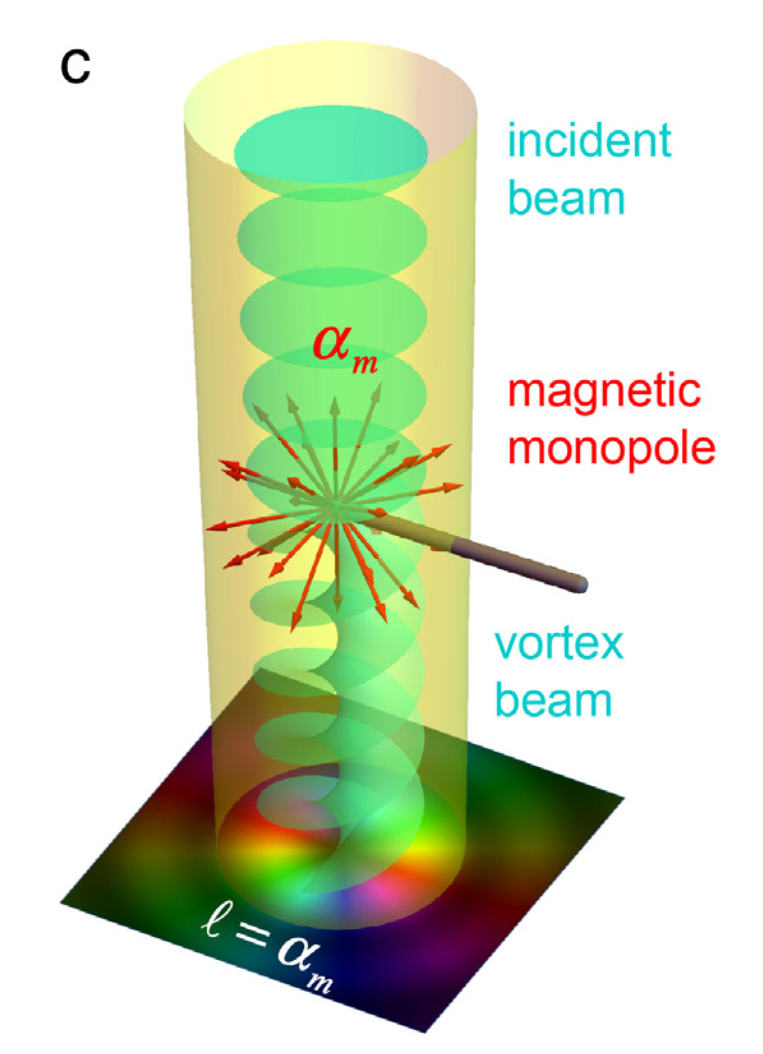 c
incident
beam
αₘ
magnetic
monopole
vortex
beam
ℓ = αₘ